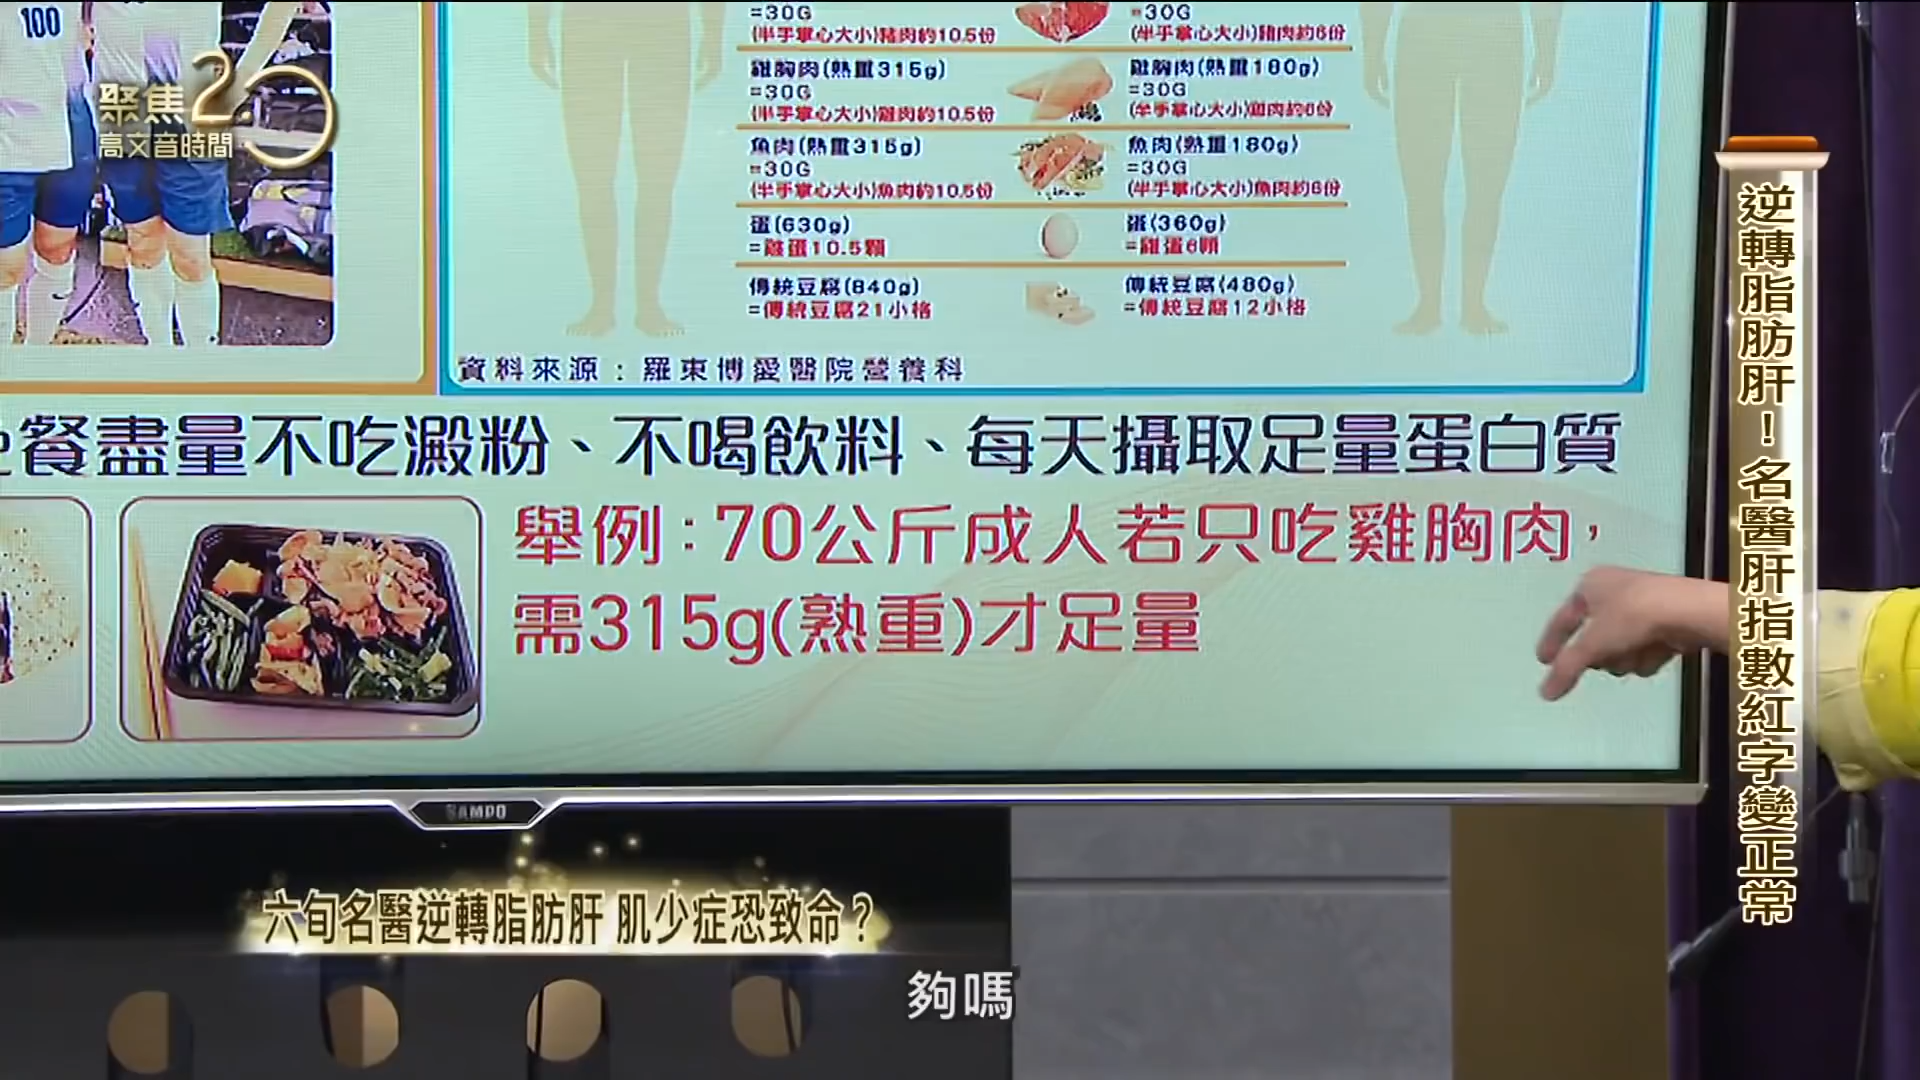 100
聚焦2.0
高文音時間
=30G
(半手掌心大小)豬肉約10.5份
雞胸肉(熟重315g)
=30G
(半手掌心大小)雞肉約10.5份
魚肉(熟重315g)
=30G
(半手掌心大小)魚肉約10.5份
蛋(630g)
=雞蛋10.5顆
傳統豆腐(840g)
=傳統豆腐21小格
=30G
(半手掌心大小)豬肉約6份
雞胸肉(熟重180g)
=30G
(半手掌心大小)雞肉約6份
魚肉(熟重180g)
=30G
(半手掌心大小)魚肉約6份
蛋(360g)
=雞蛋6顆
傳統豆腐(480g)
=傳統豆腐12小格
資料來源：羅東博愛醫院營養科
餐盡量不吃澱粉、不喝飲料、每天攝取足量蛋白質
舉例：70公斤成人若只吃雞胸肉，
需315g(熟重)才足量
SAMPO
逆轉脂肪肝！名醫肝指數紅字變正常
六旬名醫逆轉脂肪肝 肌少症恐致命？
夠嗎